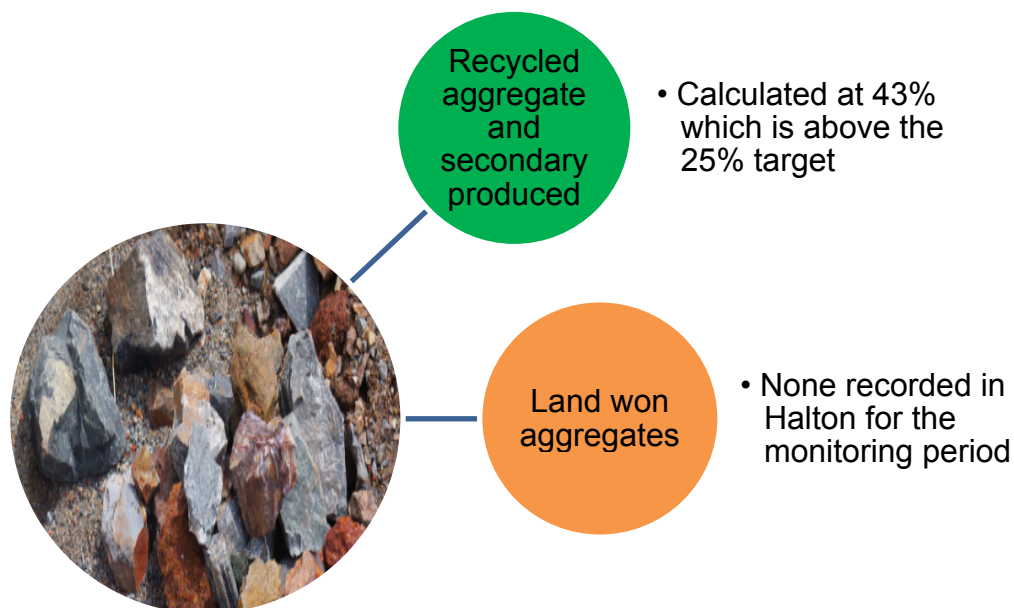 Recycled
aggregate
and
secondary
produced
• Calculated at 43%
which is above the
25% target
Land won
aggregates
• None recorded in
Halton for the
monitoring period